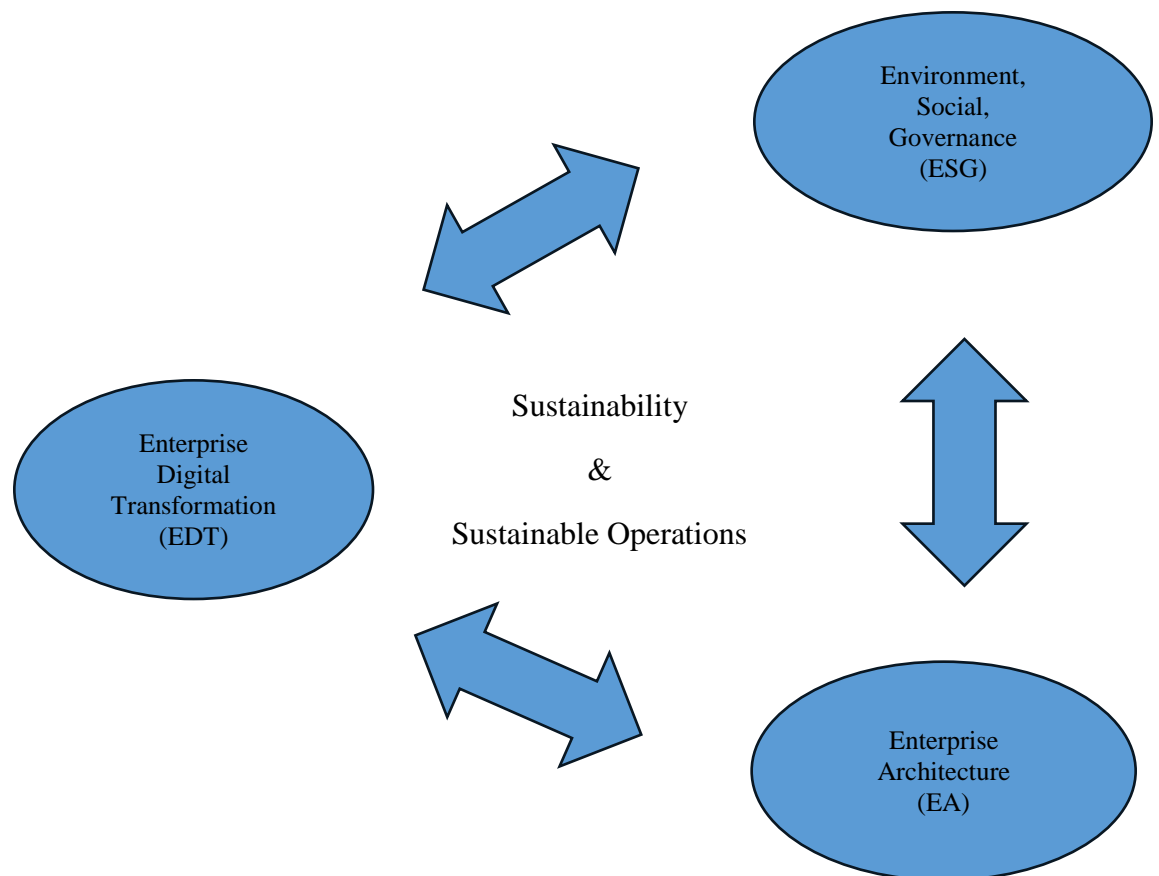 Environment,
Social,
Governance
(ESG)
Sustainability
&
Sustainable Operations
Enterprise
Digital
Transformation
(EDT)
Enterprise
Architecture
(EA)